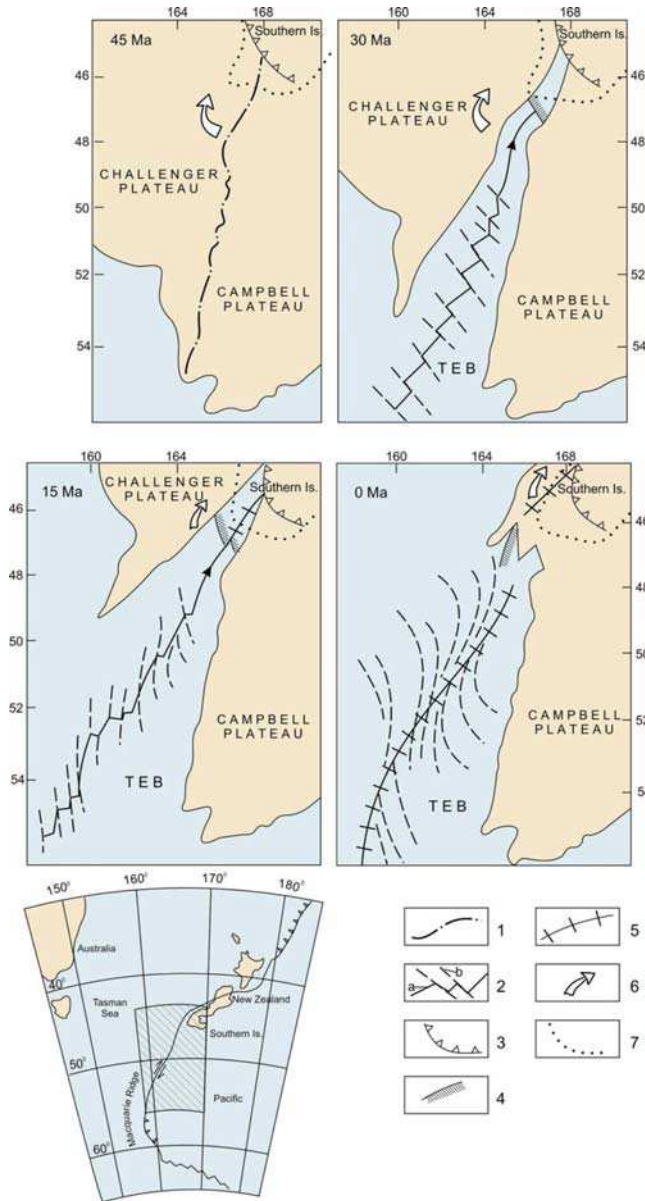 164 168
45 Ma
Southern Is.
46
CHALLENGER
PLATEAU
48
50
52
54
CAMPBELL
PLATEAU
160 164 168
30 Ma
Southern Is.
46
CHALLENGER
PLATEAU
48
50
52
54
CAMPBELL
PLATEAU
TEB
160 164 168
15 Ma
CHALLENGER
PLATEAU
Southern Is.
46
48
50
52
54
CAMPBELL
PLATEAU
TEB
160 164 168
0 Ma
Southern Is.
46
48
50
52
CAMPBELL
PLATEAU
TEB
150° 160° 170° 180°
Australia
40°
Tasman
Sea
New Zealand
Southern Is.
50°
Macquarie Ridge
Pacific
60°
1
a b 2
3
4
5
6
7